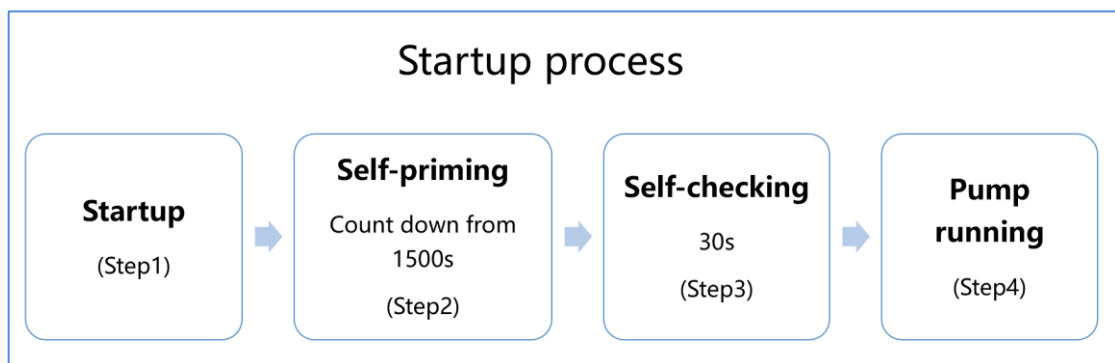 Startup process
Startup
(Step1)
Self-priming
Count down from
1500s
(Step2)
Self-checking
30s
(Step3)
Pump
running
(Step4)